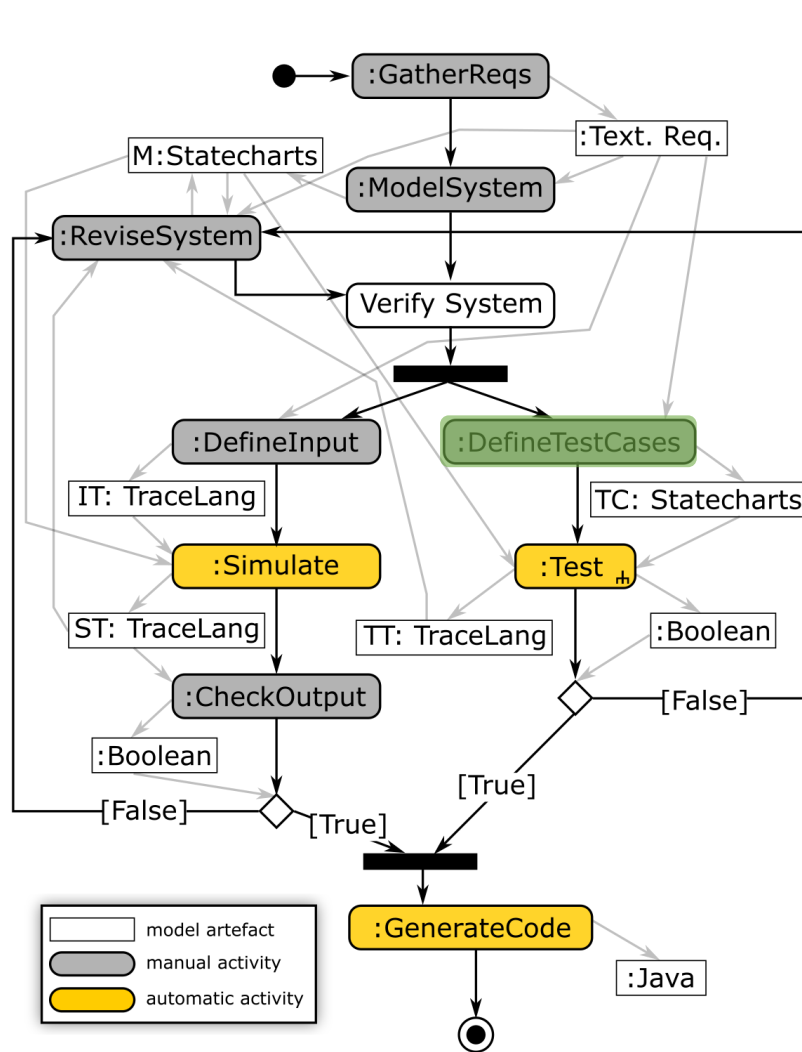 :GatherReqs
:Text. Req.
M:Statecharts
:ModelSystem
:ReviseSystem
Verify System
:DefineInput
:DefineTestCases
IT: TraceLang
TC: Statecharts
:Simulate
:Test
ST: TraceLang
TT: TraceLang
:Boolean
:CheckOutput
[False]
:Boolean
[True]
[False]
[True]
:GenerateCode
:Java
model artefact
manual activity
automatic activity